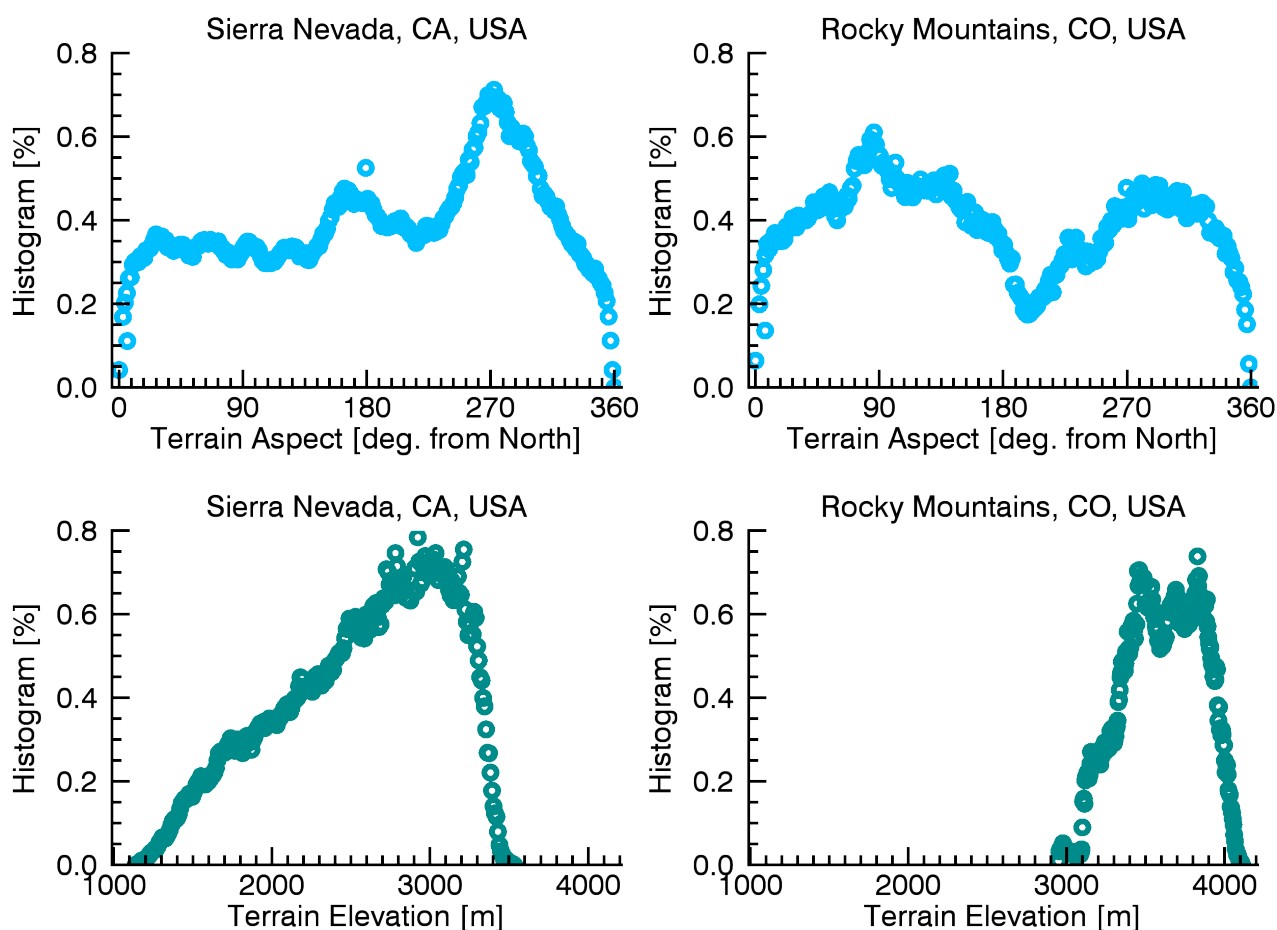 Sierra Nevada, CA, USA
Rocky Mountains, CO, USA
0.8
0.6
0.4
0.2
0.0
Histogram [%]
0 90 180 270 360
Terrain Aspect [deg. from North]
0.8
0.6
0.4
0.2
0.0
Histogram [%]
0 90 180 270 360
Terrain Aspect [deg. from North]
Sierra Nevada, CA, USA
Rocky Mountains, CO, USA
0.8
0.6
0.4
0.2
0.0
Histogram [%]
1000 2000 3000 4000
Terrain Elevation [m]
0.8
0.6
0.4
0.2
0.0
Histogram [%]
1000 2000 3000 4000
Terrain Elevation [m]